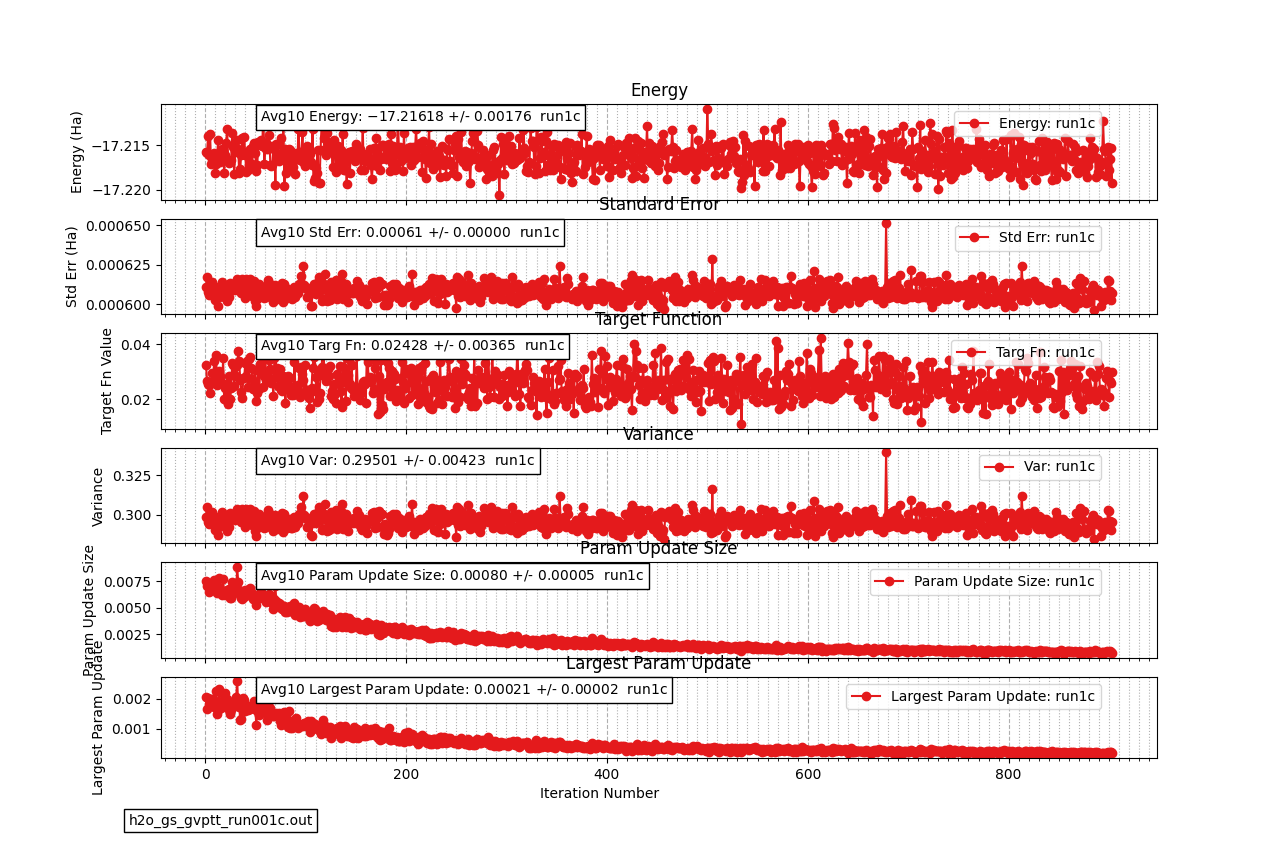 Energy
Energy (Ha)
−17.215
−17.220
Avg10 Energy: −17.21618 +/- 0.00176  run1c
Energy: run1c
Standard Error
Std Err (Ha)
0.000650
0.000625
0.000600
Avg10 Std Err: 0.00061 +/- 0.00000  run1c
Std Err: run1c
Target Function
Target Fn Value
0.04
0.02
Avg10 Targ Fn: 0.02428 +/- 0.00365  run1c
Targ Fn: run1c
Variance
Variance
0.325
0.300
Avg10 Var: 0.29501 +/- 0.00423  run1c
Var: run1c
Param Update Size
Param Update Size
0.0075
0.0050
0.0025
Avg10 Param Update Size: 0.00080 +/- 0.00005  run1c
Param Update Size: run1c
Largest Param Update
Largest Param Update
0.002
0.001
Avg10 Largest Param Update: 0.00021 +/- 0.00002  run1c
Largest Param Update: run1c
0 200 400 600 800
Iteration Number
h2o_gs_gvptt_run001c.out